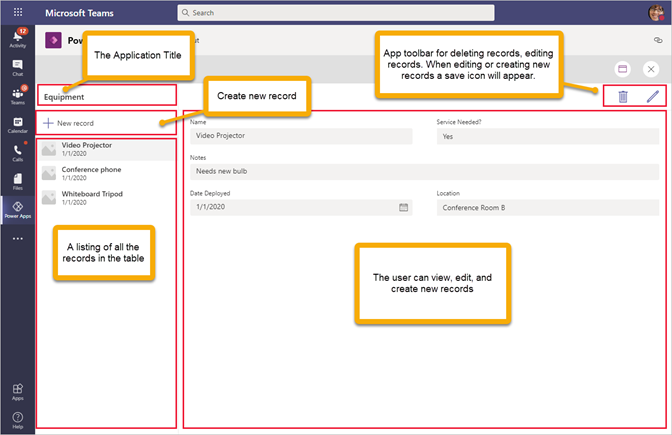 Microsoft Teams
Search
12
Activity
Chat
Teams
Calendar
Calls
Files
Power Apps
Apps
Help
Pow
ut
The Application Title
App toolbar for deleting records, editing
records. When editing or creating new
records a save icon will appear.
Equipment
Create new record
New record
Video Projector
1/1/2020
Conference phone
1/1/2020
Whiteboard Tripod
1/1/2020
A listing of all the
records in the table
Name
Service Needed?
Video Projector
Yes
Notes
Needs new bulb
Date Deployed
Location
1/1/2020
Conference Room B
The user can view, edit, and
create new records